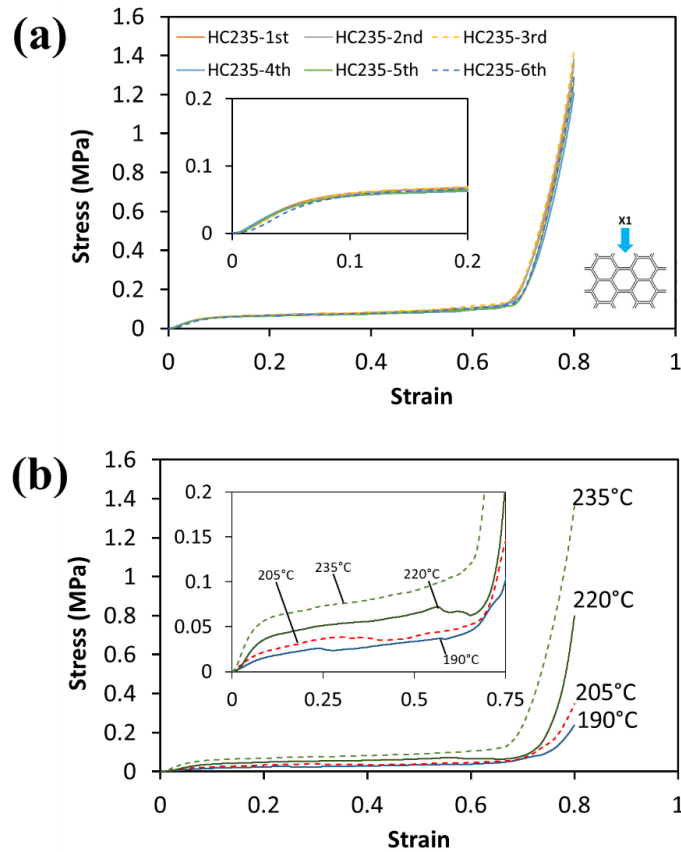 (a)
1.6
1.4
1.2
1
0.8
0.6
0.4
0.2
0
Stress (MPa)
HC235-1st HC235-2nd HC235-3rd
HC235-4th HC235-5th HC235-6th
0.2
0.1
0
0 0.1 0.2
X1
0 0.2 0.4 0.6 0.8 1
Strain
(b)
1.6
1.4
1.2
1
0.8
0.6
0.4
0.2
0
Stress (MPa)
0.2
0.15
0.1
0.05
0
205°C
235°C
220°C
190°C
0 0.25 0.5 0.75
235°C
220°C
205°C
190°C
0 0.2 0.4 0.6 0.8 1
Strain